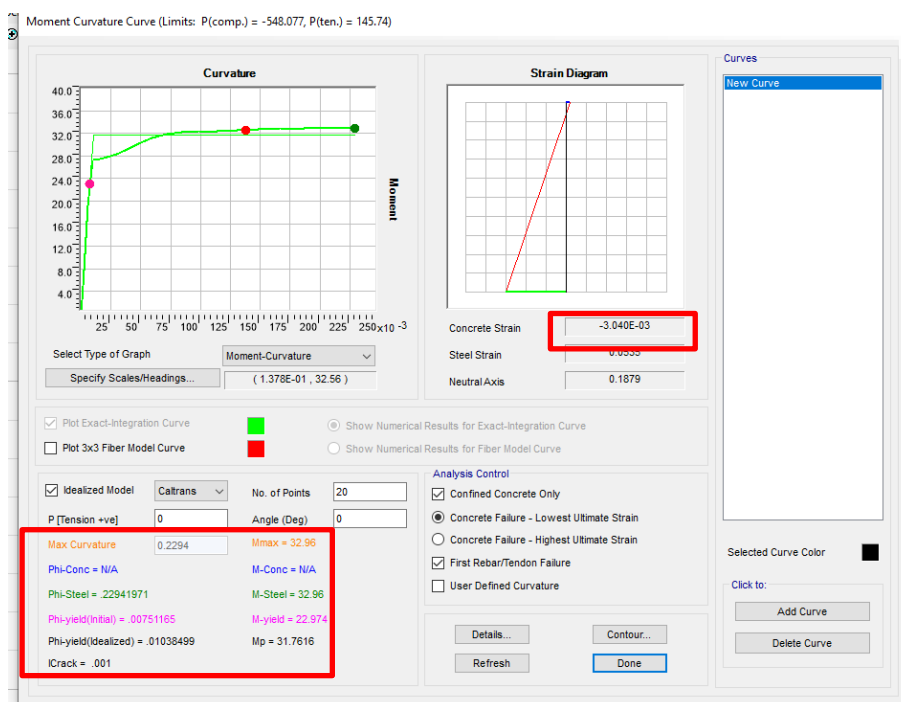 Moment Curvature Curve (Limits: P(comp.) = -548.077, P(ten.) = 145.74)
Curvature
40.0
36.0
32.0
28.0
24.0
20.0
16.0
12.0
8.0
4.0
25 50 75 100 125 150 175 200 225 250 x10 -3
Moment
Select Type of Graph Moment-Curvature
Specify Scales/Headings... ( 1.378E-01 , 32.56 )
Strain Diagram
Concrete Strain -3.040E-03
Steel Strain 0.0535
Neutral Axis 0.1879
Curves
New Curve
Plot Exact-Integration Curve Show Numerical Results for Exact-Integration Curve
Plot 3x3 Fiber Model Curve Show Numerical Results for Fiber Model Curve
Idealized Model Caltrans No. of Points 20
P [Tension +ve] 0 Angle (Deg) 0
Max Curvature 0.2294 Mmax = 32.96
Phi-Conc = N/A M-Conc = N/A
Phi-Steel = .22941971 M-Steel = 32.96
Phi-yield(Initial) = .00751165 M-yield = 22.974
Phi-yield(Idealized) = .01038499 Mp = 31.7616
ICrack = .001
Analysis Control
Confined Concrete Only
Concrete Failure - Lowest Ultimate Strain
Concrete Failure - Highest Ultimate Strain
First Rebar/Tendon Failure
User Defined Curvature
Details... Contour...
Refresh Done
Selected Curve Color
Click to:
Add Curve
Delete Curve